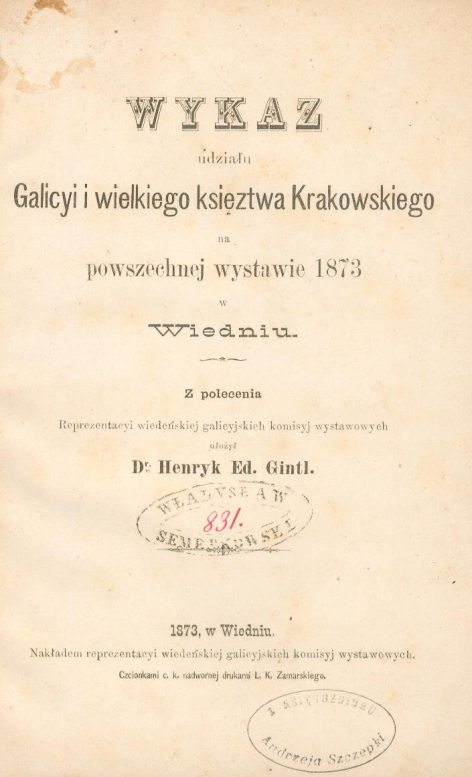 WYKAZ
udziału
Galicyi i wielkiego księztwa Krakowskiego
na
powszechnej wystawie 1873
w
Wiedniu.
Z polecenia
Reprezentacyi wiedeńskiej galicyjskich komisyj wystawowych
ułożył
Dr. Henryk Ed. Gintl.
WŁADYSŁAW
831.
1873, w Wiedniu.
Nakładem reprezentacyi wiedeńskiej galicyjskich komisyj wystawowych.
Czcionkami c. k. nadwornej drukarni L. K. Zamarskiego.
Z KSIĘGOZBIORU
Andrzeja Szczepki